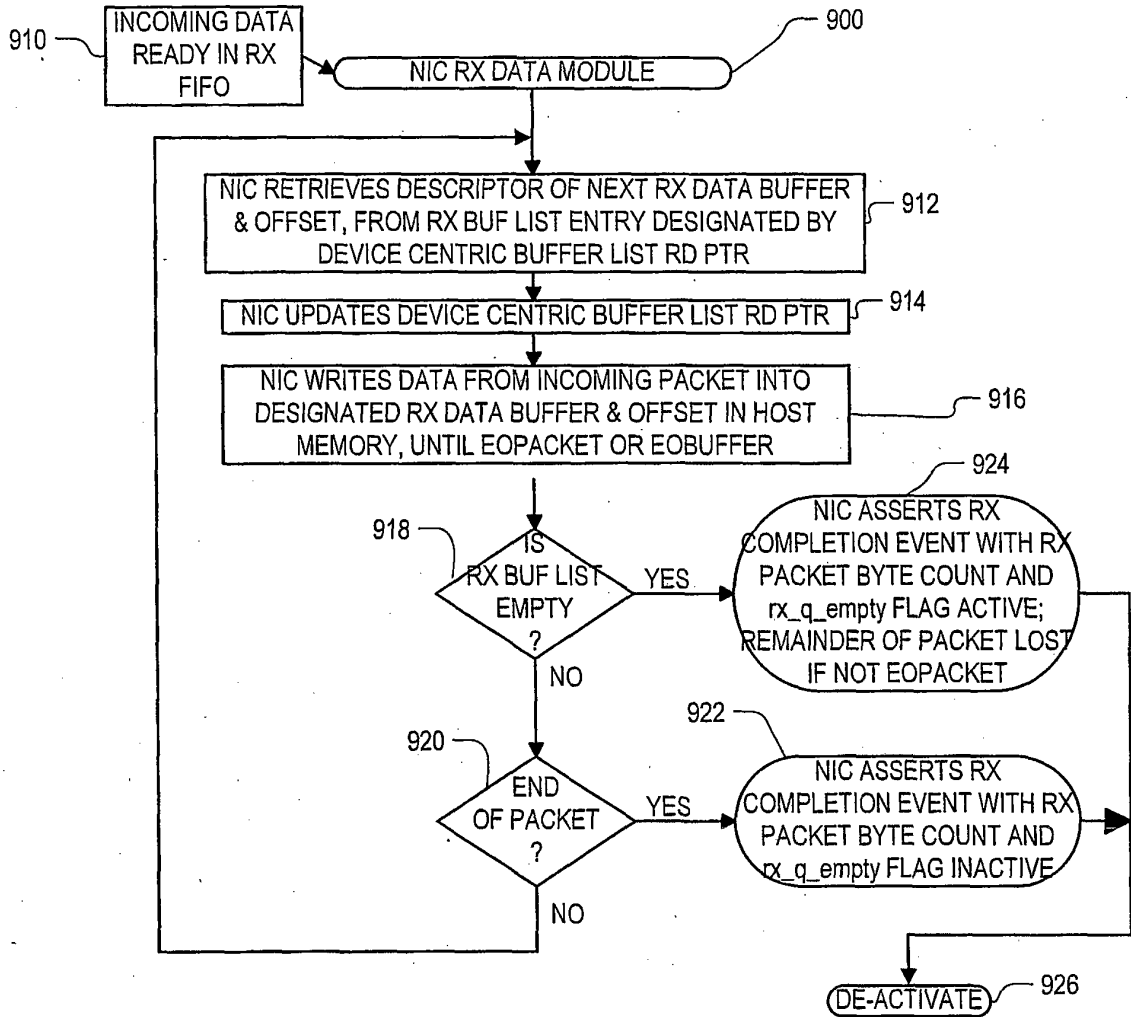 910
INCOMING DATA
READY IN RX
FIFO
900
NIC RX DATA MODULE
NIC RETRIEVES DESCRIPTOR OF NEXT RX DATA BUFFER
& OFFSET, FROM RX BUF LIST ENTRY DESIGNATED BY
DEVICE CENTRIC BUFFER LIST RD PTR
912
NIC UPDATES DEVICE CENTRIC BUFFER LIST RD PTR
914
NIC WRITES DATA FROM INCOMING PACKET INTO
DESIGNATED RX DATA BUFFER & OFFSET IN HOST
MEMORY, UNTIL EOPACKET OR EOBUFFER
916
918
IS
RX BUF LIST
EMPTY
?
YES
NO
924
NIC ASSERTS RX
COMPLETION EVENT WITH RX
PACKET BYTE COUNT AND
rx_q_empty FLAG ACTIVE;
REMAINDER OF PACKET LOST
IF NOT EOPACKET
920
END
OF PACKET
?
YES
NO
922
NIC ASSERTS RX
COMPLETION EVENT WITH RX
PACKET BYTE COUNT AND
rx_q_empty FLAG INACTIVE
DE-ACTIVATE
926